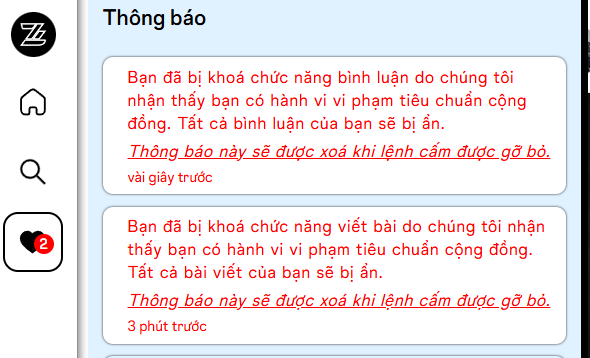 Thông báo
Bạn đã bị khoá chức năng bình luận do chúng tôi
nhận thấy bạn có hành vi vi phạm tiêu chuẩn cộng
đồng. Tất cả bình luận của bạn sẽ bị ẩn.
Thông báo này sẽ được xoá khi lệnh cấm được gỡ bỏ.
vài giây trước
2
Bạn đã bị khoá chức năng viết bài do chúng tôi nhận
thấy bạn có hành vi vi phạm tiêu chuẩn cộng đồng.
Tất cả bài viết của bạn sẽ bị ẩn.
Thông báo này sẽ được xoá khi lệnh cấm được gỡ bỏ.
3 phút trước